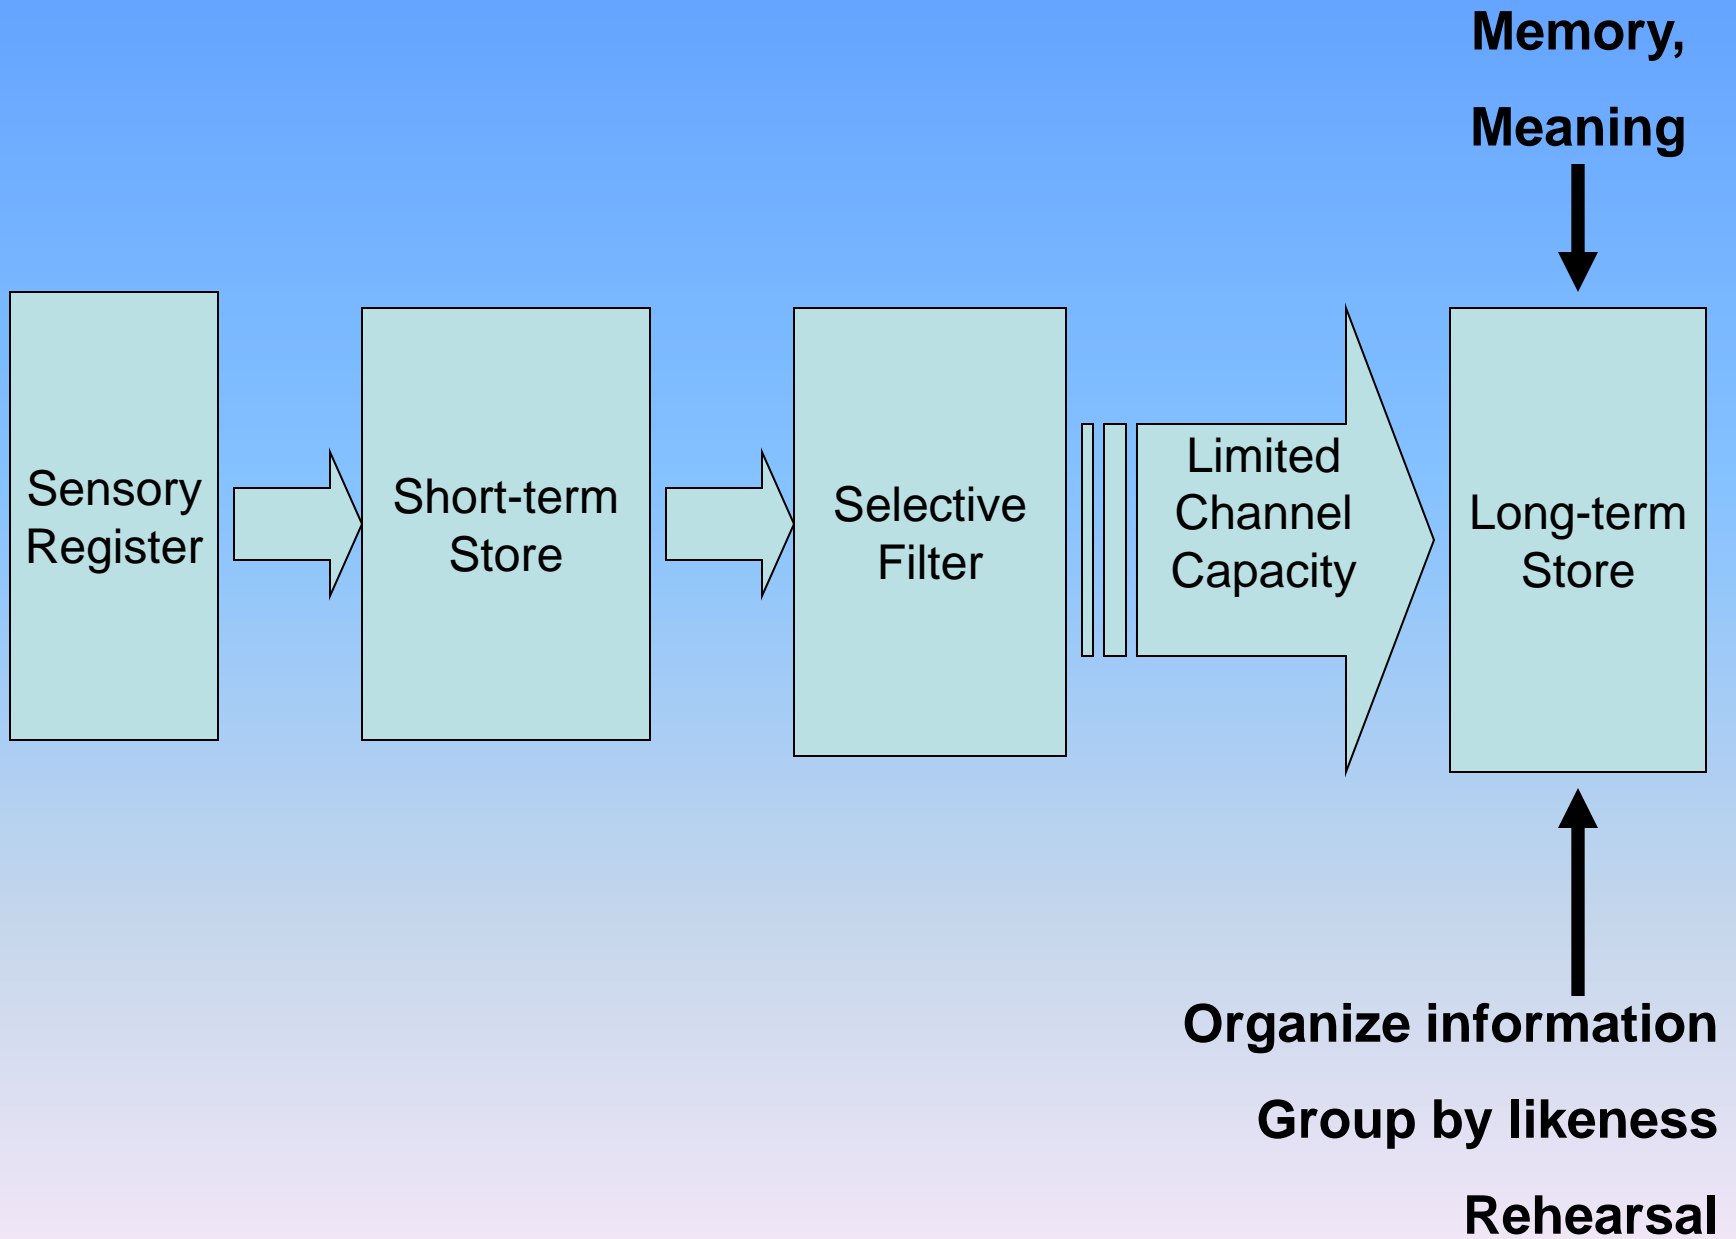 Memory,
Meaning
Sensory
Register
Short-term
Store
Selective
Filter
Limited
Channel
Capacity
Long-term
Store
Organize information
Group by likeness
Rehearsal